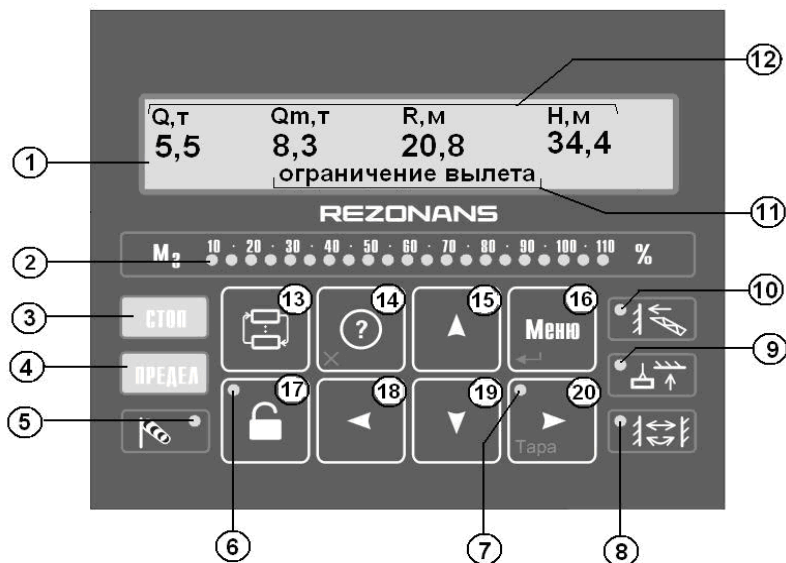 12
Q,т Qm,т R,м H,м
5,5 8,3 20,8 34,4
1
ограничение вылета
11
REZONANS
Mз 10 · 20 · 30 · 40 · 50 · 60 · 70 · 80 · 90 · 100 · 110 %
2
10
3
СТОП
13
14
?
15
16
Меню
9
4
ПРЕДЕЛ
5
17
18
19
20
Тара
6
7
8